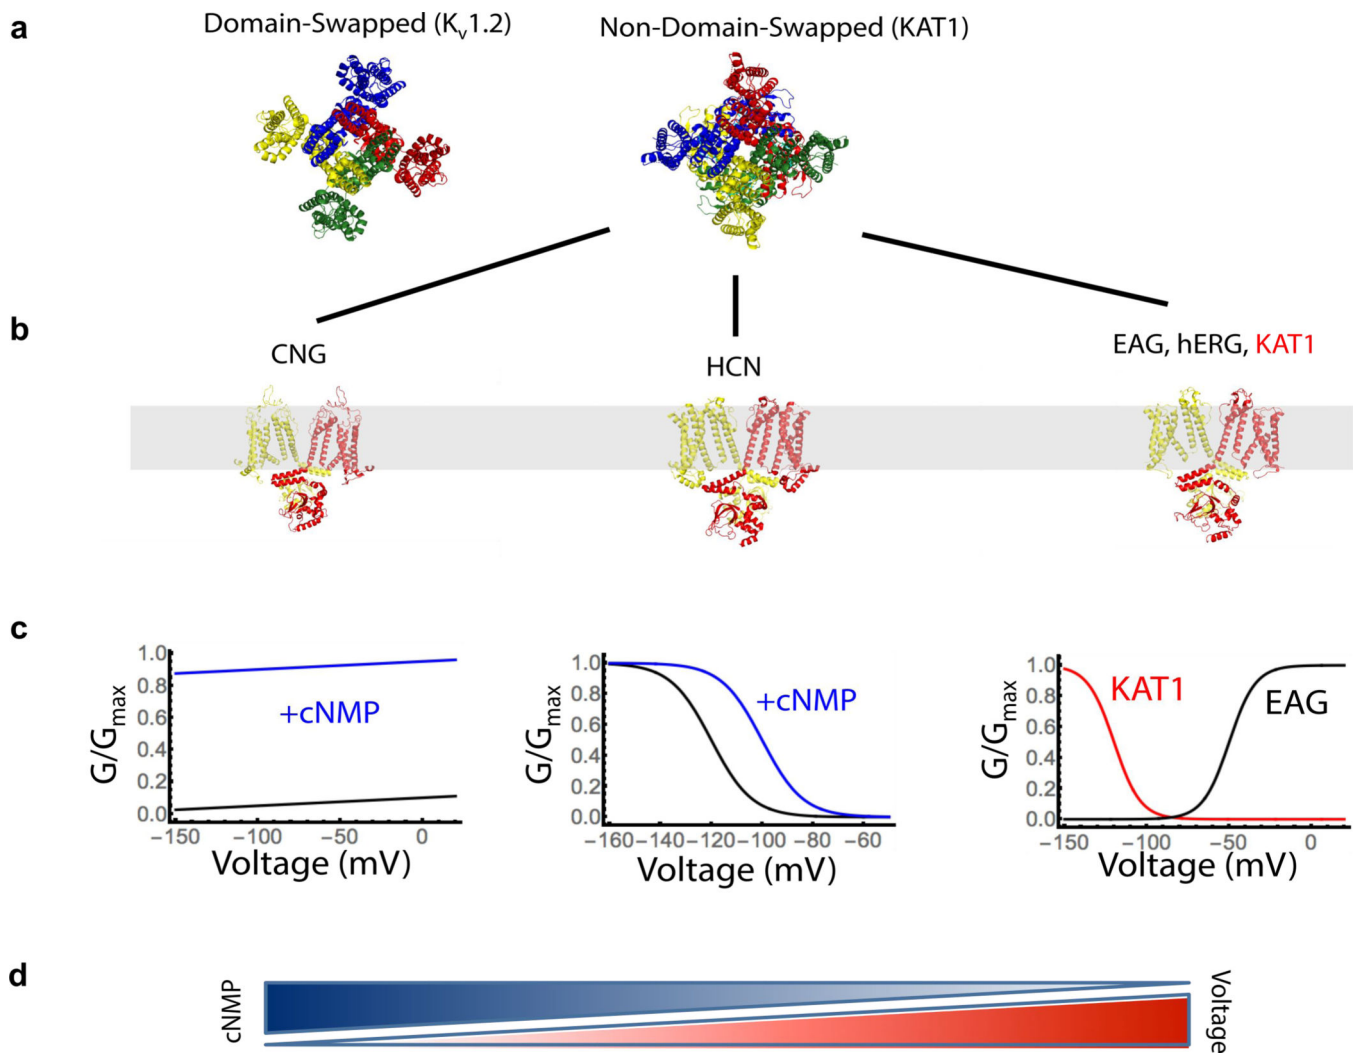 a
Domain-Swapped (Kv1.2)
Non-Domain-Swapped (KAT1)
b
CNG
HCN
EAG, hERG, KAT1
c
G/Gmax
1.0
0.8
0.6
0.4
0.2
0.0
+cNMP
−150
−100
−50
0
Voltage (mV)
G/Gmax
1.0
0.8
0.6
0.4
0.2
0.0
+cNMP
−160
−140
−120
−100
−80
−60
Voltage (mV)
G/Gmax
1.0
0.8
0.6
0.4
0.2
0.0
KAT1
EAG
−150
−100
−50
0
Voltage (mV)
d
cNMP
Voltage